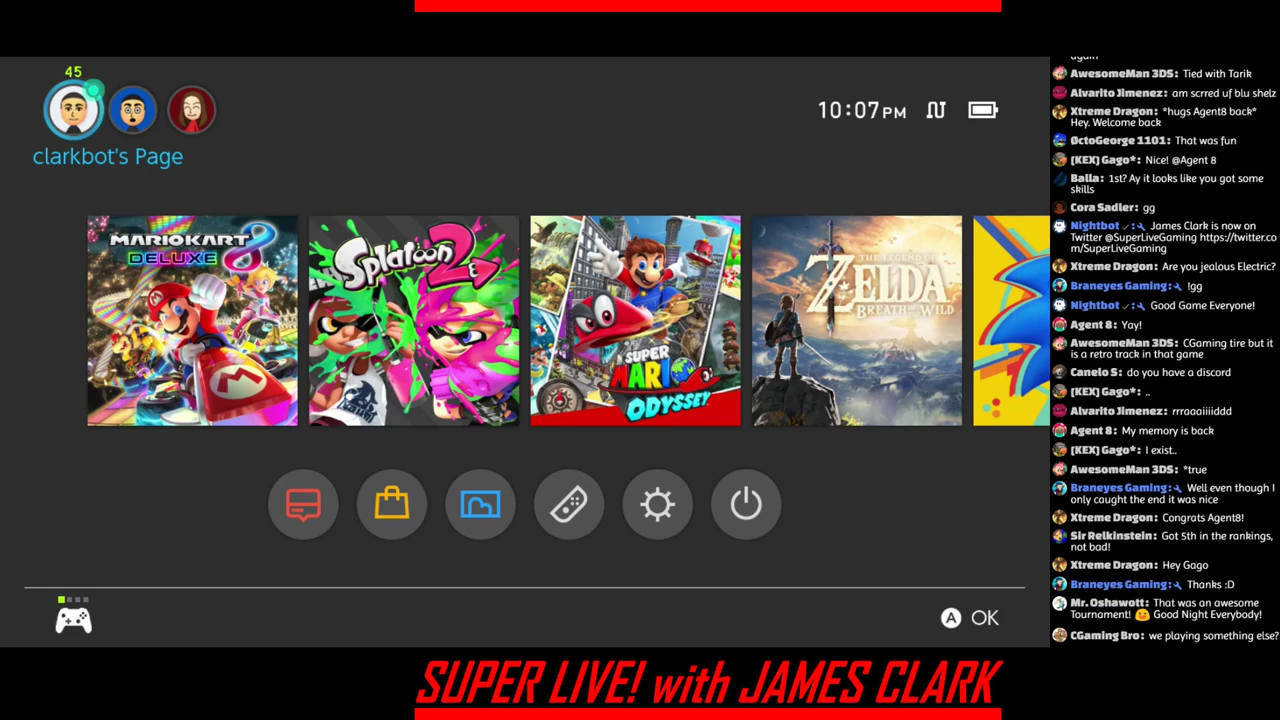 45
clarkbot's Page
10:07PM
MARIOKART 8
DELUXE
Splatoon 2
SUPER
MARIO
ODYSSEY
THE LEGEND OF
ZELDA
BREATH OF THE WILD
A OK
SUPER LIVE! with JAMES CLARK
again
AwesomeMan 3DS: Tied with Tarik
Alvarito Jimenez: am scrred uf blu shelz
Xtreme Dragon: *hugs Agent8 back*
Hey. Welcome back
ØctoGeorge 1101: That was fun
[KEX] Gago*: Nice! @Agent 8
Balla: 1st? Ay it looks like you got some
skills
Cora Sadler: gg
Nightbot: James Clark is now on
Twitter @SuperLiveGaming https://twitter.co
m/SuperLiveGaming
Xtreme Dragon: Are you jealous Electric?
Braneyes Gaming: !gg
Nightbot: Good Game Everyone!
Agent 8: Yay!
AwesomeMan 3DS: CGaming tire but it
is a retro track in that game
Canelo S: do you have a discord
[KEX] Gago*: ..
Alvarito Jimenez: rrraaaiiiiddd
Agent 8: My memory is back
[KEX] Gago*: I exist..
AwesomeMan 3DS: *true
Braneyes Gaming: Well even though I
only caught the end it was nice
Xtreme Dragon: Congrats Agent8!
Sir Relkinstein: Got 5th in the rankings,
not bad!
Xtreme Dragon: Hey Gago
Braneyes Gaming: Thanks :D
Mr. Oshawott: That was an awesome
Tournament! Good Night Everybody!
CGaming Bro: we playing something else?